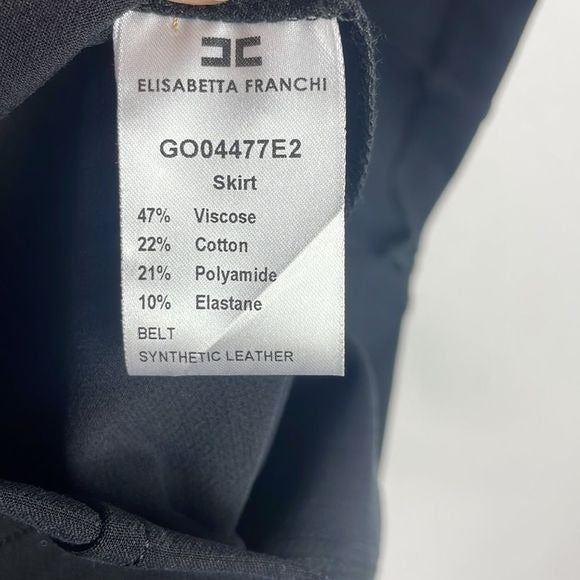 ELISABETTA FRANCHI
GO04477E2
Skirt
47% Viscose
22% Cotton
21% Polyamide
10% Elastane
BELT
SYNTHETIC LEATHER